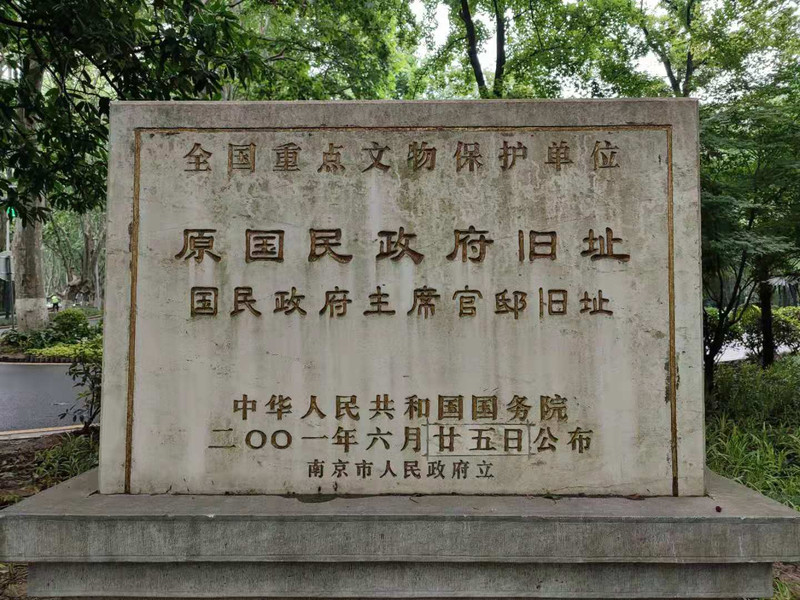 全国重点文物保护单位
原国民政府旧址
国民政府主席官邸旧址
中华人民共和国国务院
二〇〇一年六月廿五日公布
南京市人民政府立